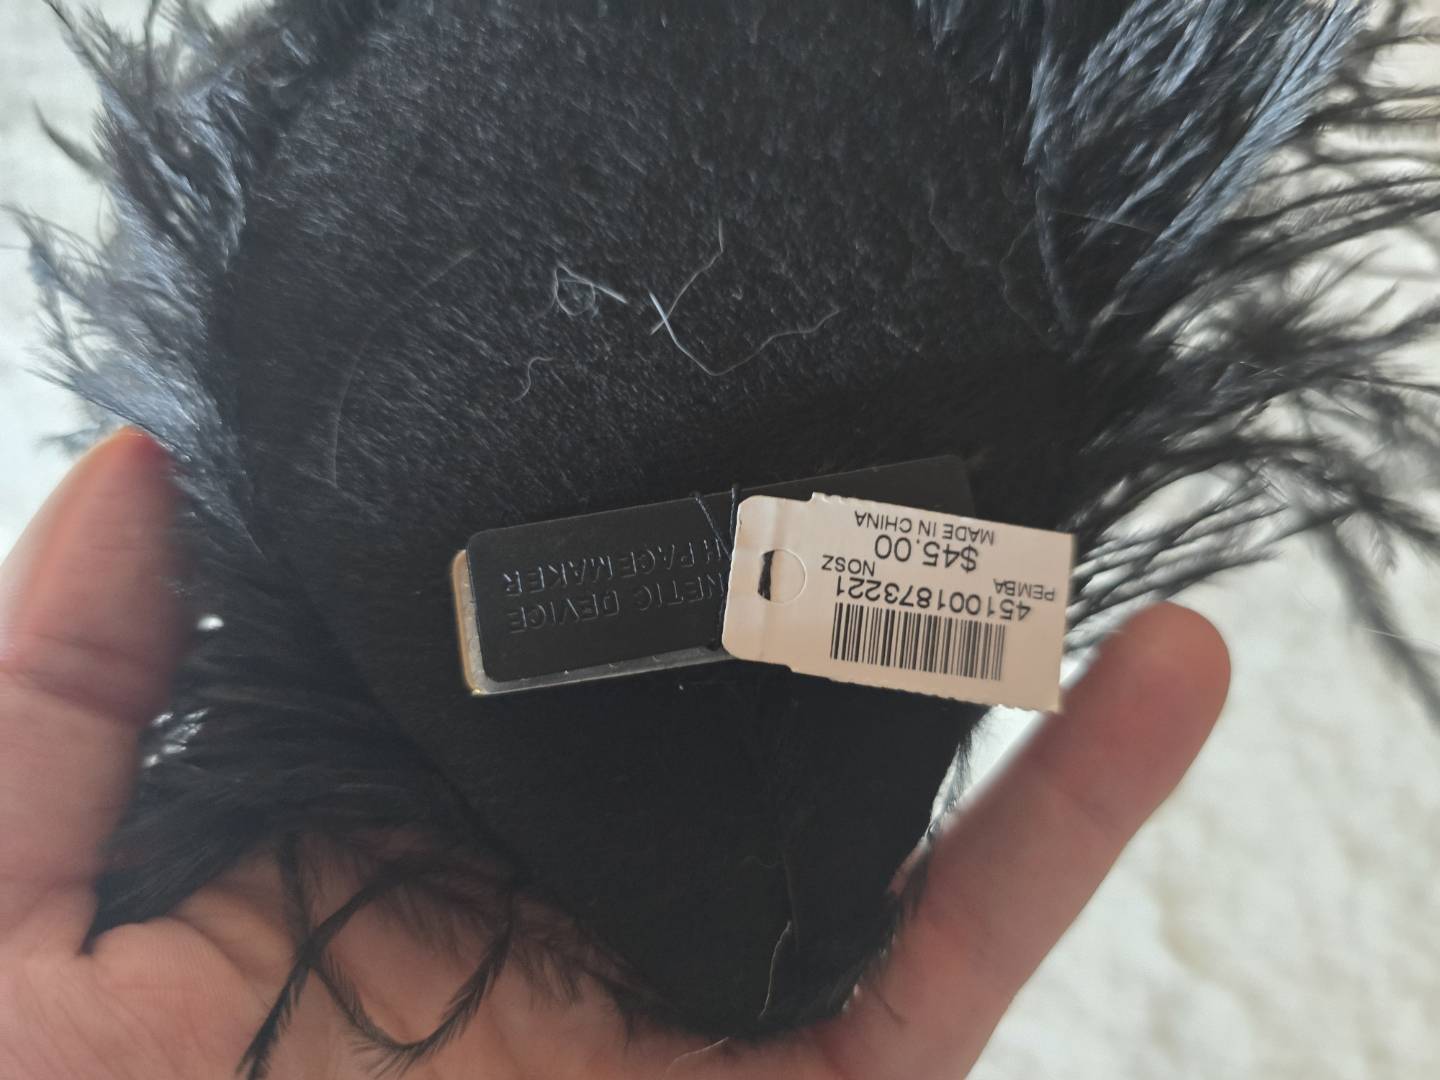 451001873221
PEMBA NOSZ
$45.00
MADE IN CHINA
DEVICE
PACEMAKER